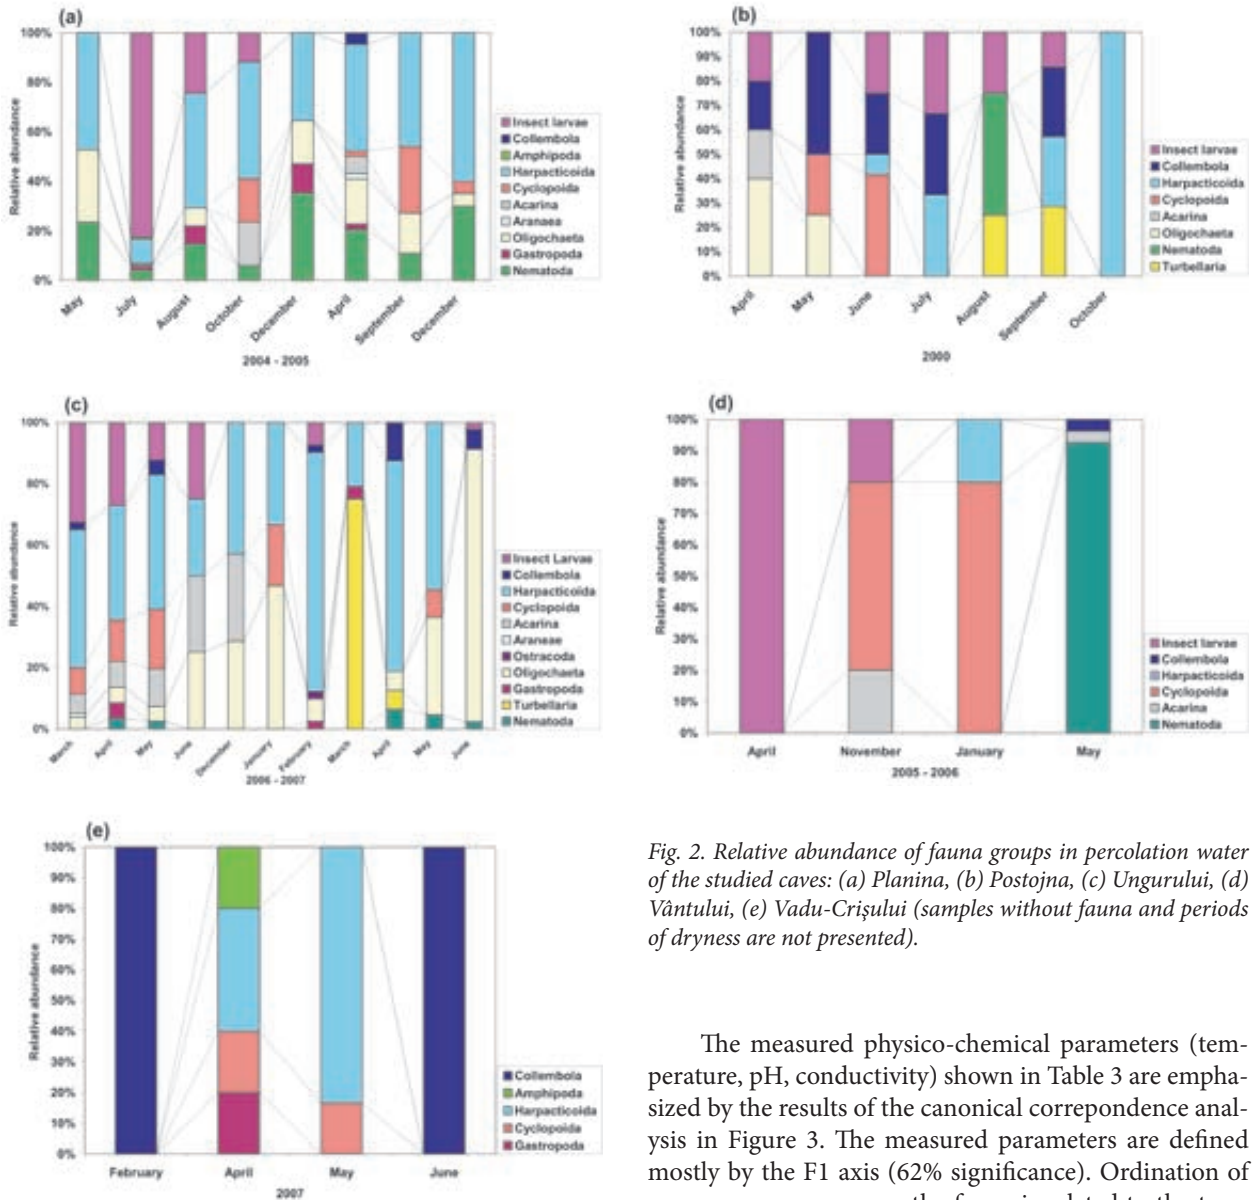 (a)
100%
80%
60%
40%
20%
0%
Relative abundance
May
July
August
October
December
April
September
December
2004 - 2005
Insect larvae
Collembola
Amphipoda
Harpacticoida
Cyclopoida
Acarina
Aranaea
Oligochaeta
Gastropoda
Nematoda
(b)
100%
90%
80%
70%
60%
50%
40%
30%
20%
10%
0%
Relative abundance
April
May
June
July
August
September
October
2000
Insect larvae
Collembola
Harpacticoida
Cyclopoida
Acarina
Oligochaeta
Nematoda
Turbellaria
(c)
100%
80%
60%
40%
20%
0%
Relative abundance
March
April
May
June
December
January
February
March
April
May
June
2006 - 2007
Insect Larvae
Collembola
Harpacticoida
Cyclopoida
Acarina
Araneae
Ostracoda
Oligochaeta
Gastropoda
Turbellaria
Nematoda
(d)
100%
90%
80%
70%
60%
50%
40%
30%
20%
10%
0%
Relative abundance
April
November
January
May
2005 - 2006
Insect larvae
Collembola
Harpacticoida
Cyclopoida
Acarina
Nematoda
(e)
100%
90%
80%
70%
60%
50%
40%
30%
20%
10%
0%
Relative abundance
February
April
May
June
2007
Collembola
Amphipoda
Harpacticoida
Cyclopoida
Gastropoda
Fig. 2. Relative abundance of fauna groups in percolation water
of the studied caves: (a) Planina, (b) Postojna, (c) Ungurului, (d)
Vântului, (e) Vadu-Crişului (samples without fauna and periods
of dryness are not presented).
The measured physico-chemical parameters (tem-
perature, pH, conductivity) shown in Table 3 are empha-
sized by the results of the canonical correpondence anal-
ysis in Figure 3. The measured parameters are defined
mostly by the F1 axis (62% significance). Ordination of